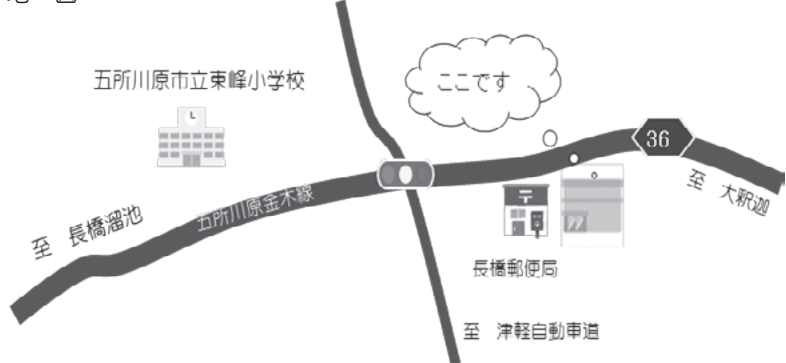 五所川原市立東峰小学校
ここです
36
至 大釈迦
五所川原金木線
至 長橋溜池
〒
長橋郵便局
至 津軽自動車道